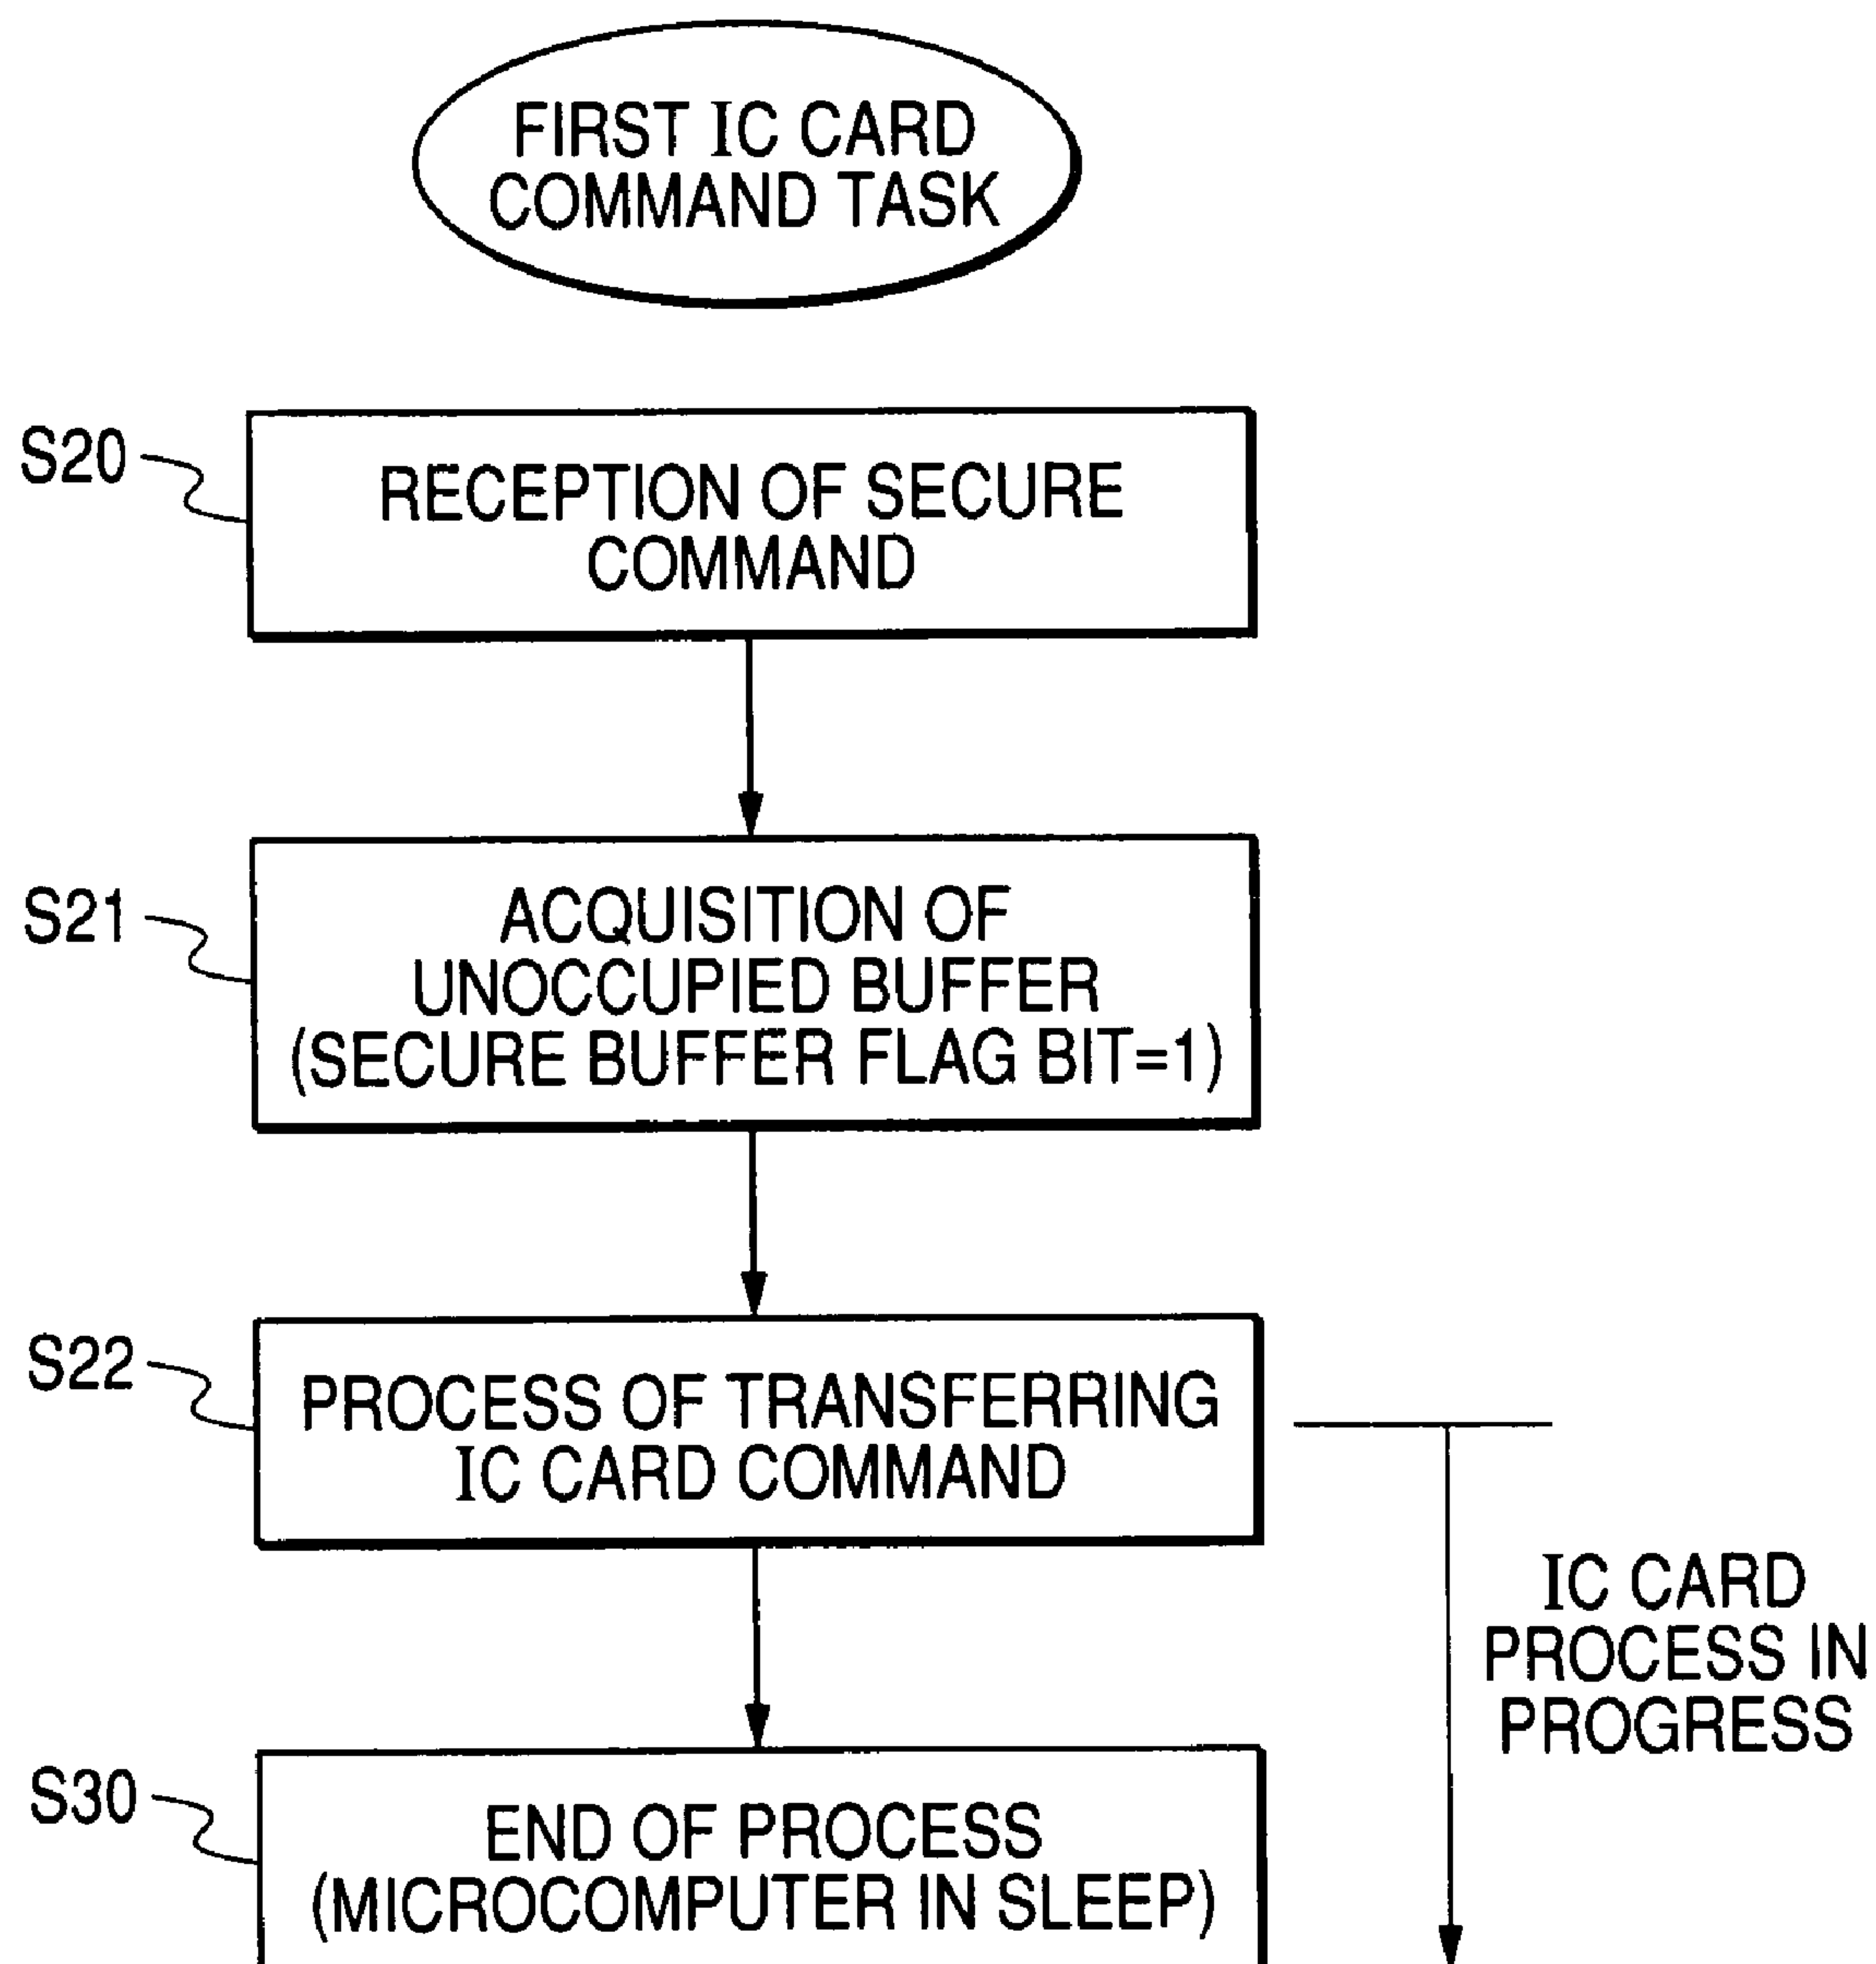 FIRST IC CARD
COMMAND TASK
S20
RECEPTION OF SECURE
COMMAND
S21
ACQUISITION OF
UNOCCUPIED BUFFER
(SECURE BUFFER FLAG BIT=1)
S22
PROCESS OF TRANSFERRING
IC CARD COMMAND
IC CARD
PROCESS IN
PROGRESS
S30
END OF PROCESS
(MICROCOMPUTER IN SLEEP)